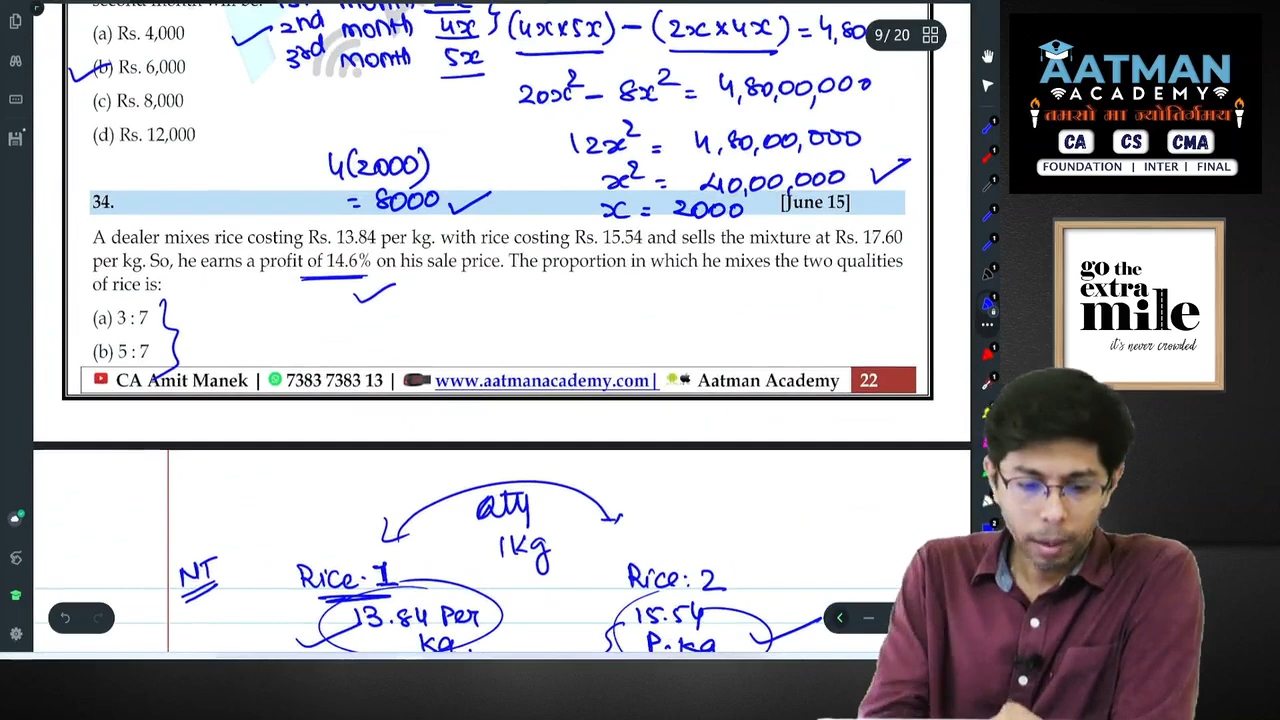 second month will be:
(a) Rs. 4,000
(b) Rs. 6,000
(c) Rs. 8,000
(d) Rs. 12,000
2nd month 4x
3rd month 5x
(4x×5x) − (2x×4x) = 4,80
20x² − 8x² = 4,80,00,000
12x² = 4,80,00,000
x² = 40,00,000
x = 2000
4(2000)
= 8000
9/20
34. [June 15]
A dealer mixes rice costing Rs. 13.84 per kg. with rice costing Rs. 15.54 and sells the mixture at Rs. 17.60
per kg. So, he earns a profit of 14.6% on his sale price. The proportion in which he mixes the two qualities
of rice is:
(a) 3 : 7
(b) 5 : 7
CA Amit Manek | 7383 7383 13 | www.aatmanacademy.com| Aatman Academy 22
Qty
1Kg
NT
Rice. 1
13.84 Per
kg.
Rice: 2
15.54
P. kg
AATMAN
ACADEMY
तमसो मा ज्योतिर्गमय
CA CS CMA
FOUNDATION | INTER | FINAL
go the
extra
mile
it's never crowded